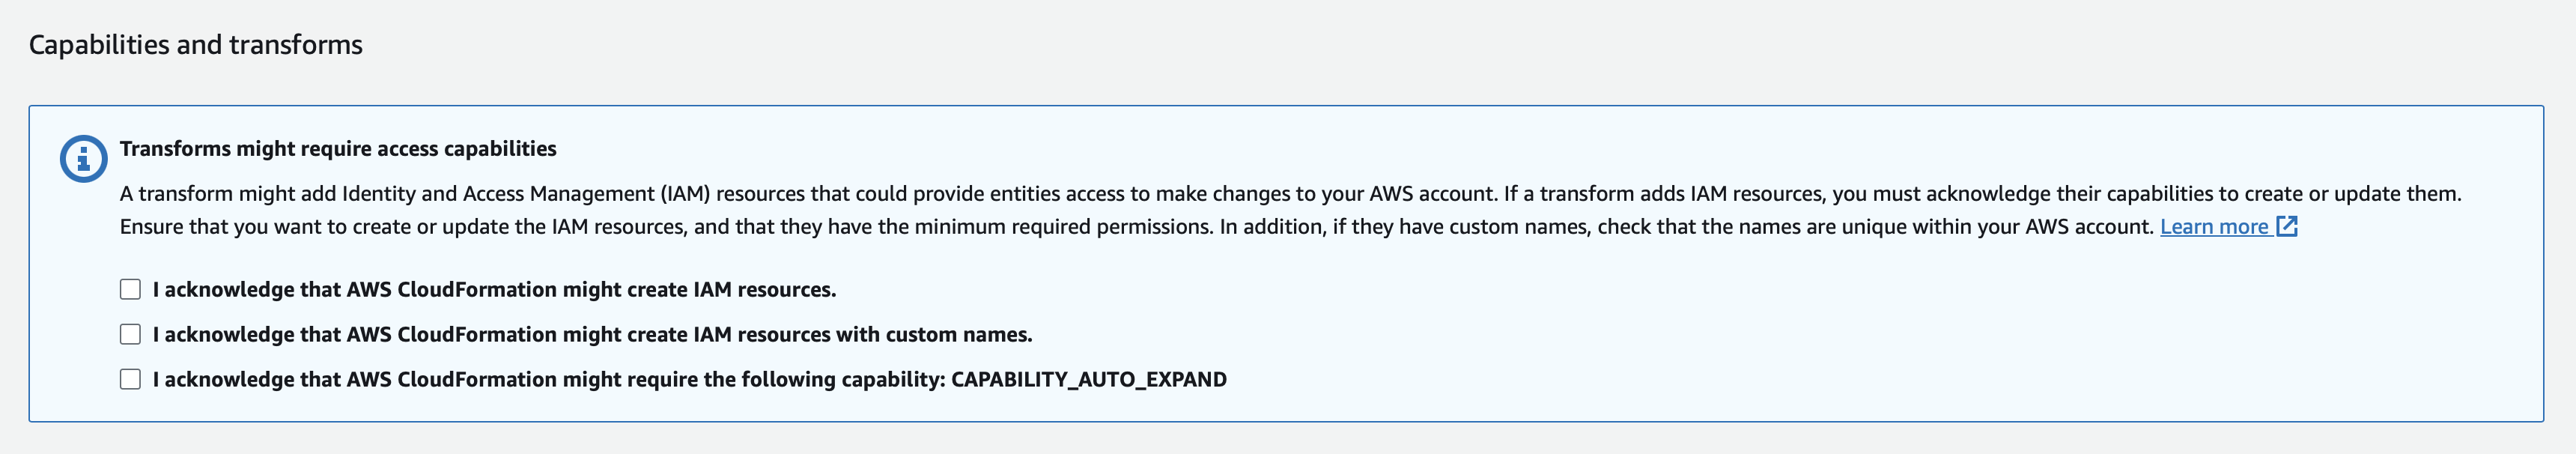 Capabilities and transforms
Transforms might require access capabilities
A transform might add Identity and Access Management (IAM) resources that could provide entities access to make changes to your AWS account. If a transform adds IAM resources, you must acknowledge their capabilities to create or update them.
Ensure that you want to create or update the IAM resources, and that they have the minimum required permissions. In addition, if they have custom names, check that the names are unique within your AWS account. Learn more
I acknowledge that AWS CloudFormation might create IAM resources.
I acknowledge that AWS CloudFormation might create IAM resources with custom names.
I acknowledge that AWS CloudFormation might require the following capability: CAPABILITY_AUTO_EXPAND